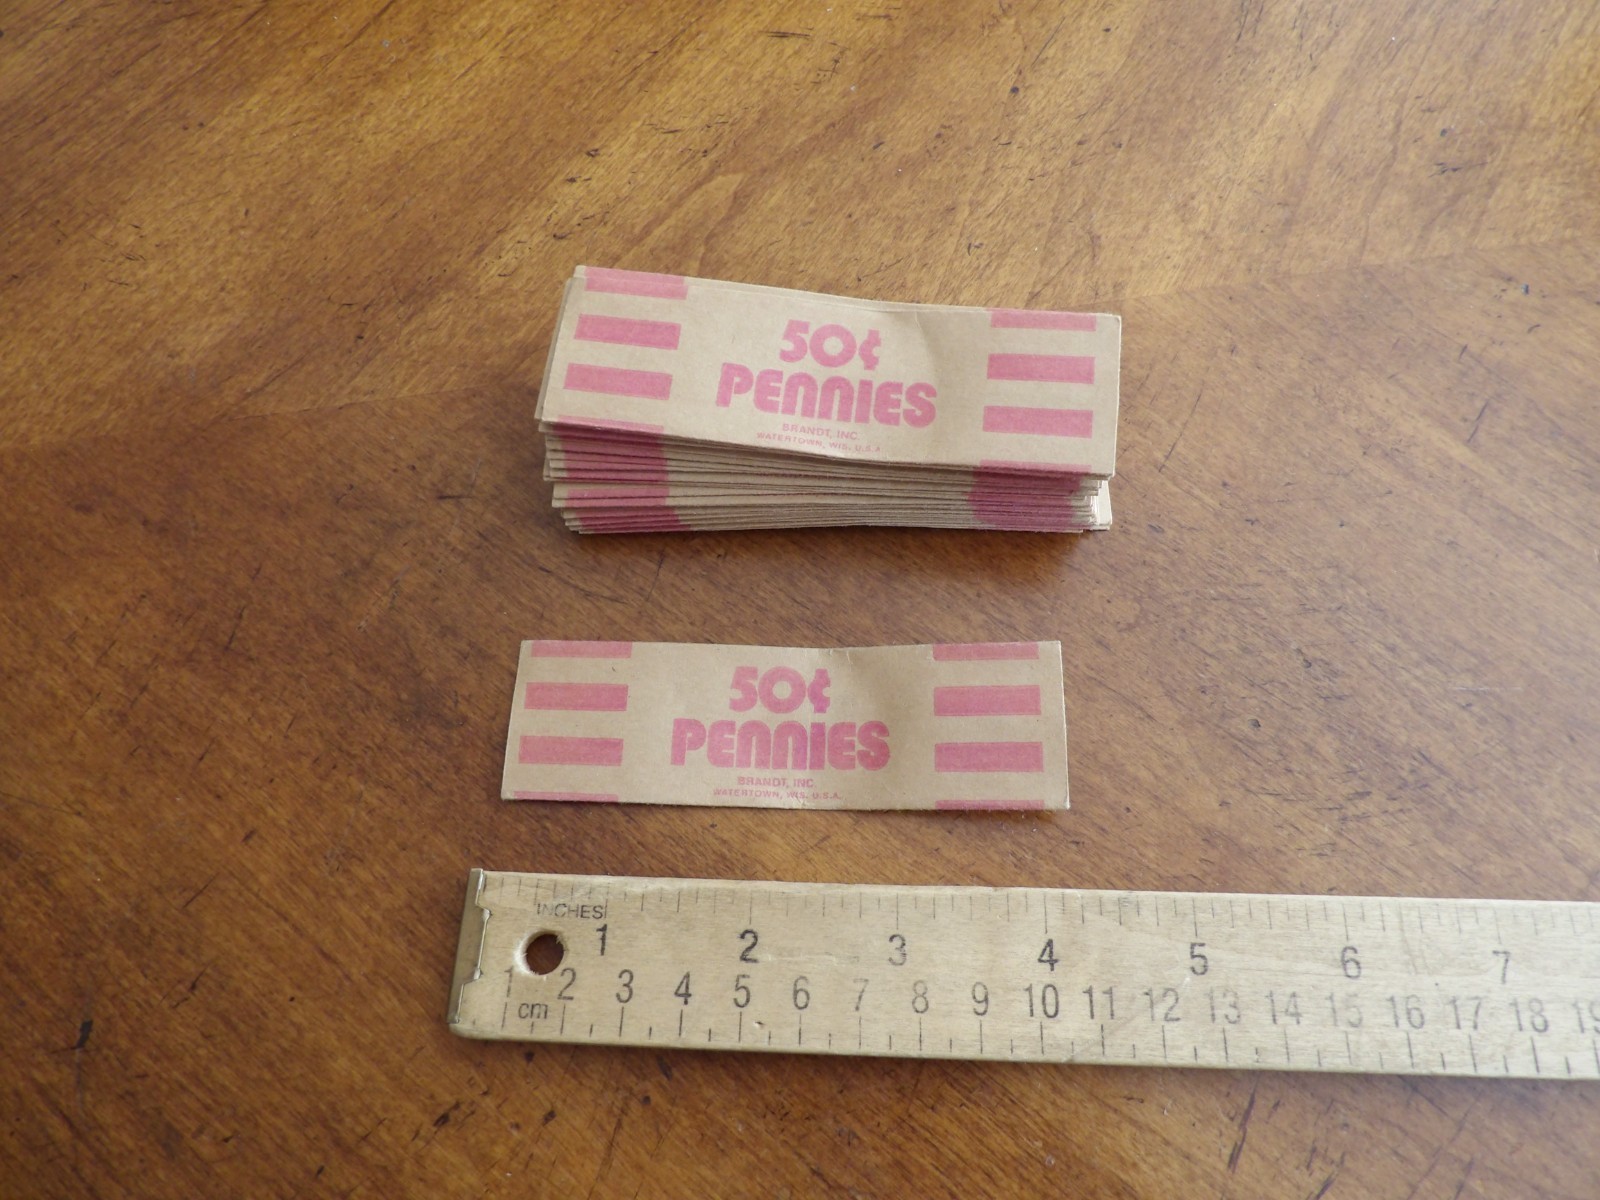 50¢
PENNIES
BRANDT, INC.
WATERTOWN, WIS. U.S.A.
50¢
PENNIES
BRANDT, INC.
WATERTOWN, WIS. U.S.A.
INCHES
1 2 3 4 5 6 7
1 2 3 4 5 6 7 8 9 10 11 12 13 14 15 16 17 18 19
cm